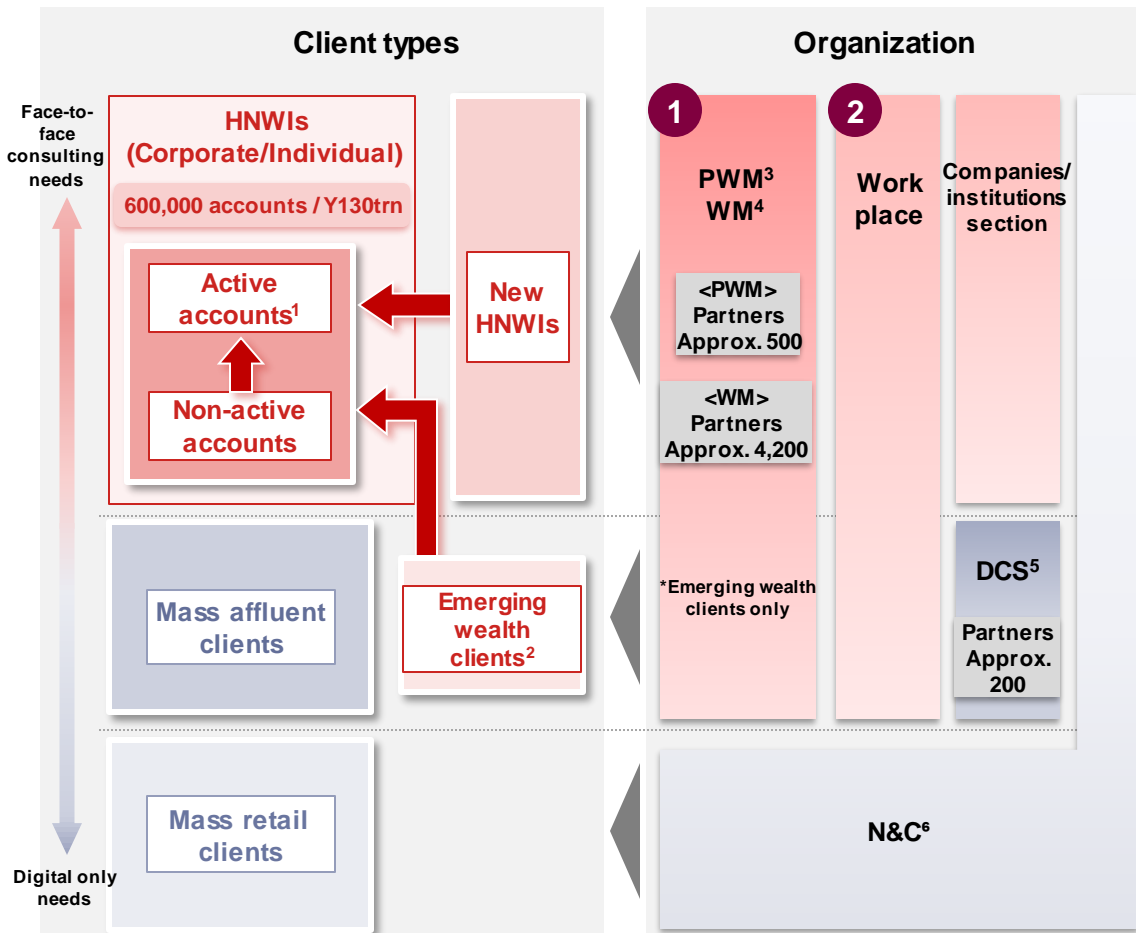 Client types
Organization
Face-to-
face
consulting
needs
HNWIs
(Corporate/Individual)
600,000 accounts / Y130trn
Active
accounts¹
Non-active
accounts
New
HNWIs
1
PWM³
WM⁴
<PWM>
Partners
Approx. 500
<WM>
Partners
Approx. 4,200
2
Work
place
Companies/
institutions
section
Mass affluent
clients
Emerging
wealth
clients²
*Emerging wealth
clients only
DCS⁵
Partners
Approx.
200
Mass retail
clients
N&C⁶
Digital only
needs